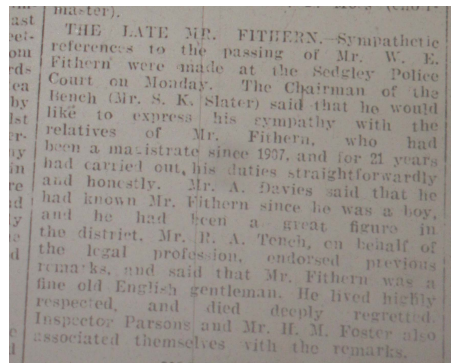 master).
THE LATE MR. FITHERN.—Sympathetic
references to the passing of Mr. W. E.
Fithern were made at the Sedgley Police
Court on Monday. The Chairman of the
Bench (Mr. S. K. Slater) said that he would
like to express his sympathy with the
relatives of Mr. Fithern, who had
been a magistrate since 1907, and for 21 years
had carried out, his duties straightforwardly
and honestly. Mr. A. Davies said that he
had known Mr. Fithern since he was a boy,
and he had been a great figure in
the district. Mr. R. A. Tench, on behalf of
the legal profession, endorsed previous
remarks, and said that Mr. Fithern was a
fine old English gentleman. He lived highly
respected, and died deeply regretted.
Inspector Parsons and Mr. H. M. Foster also
associated themselves with the remarks.